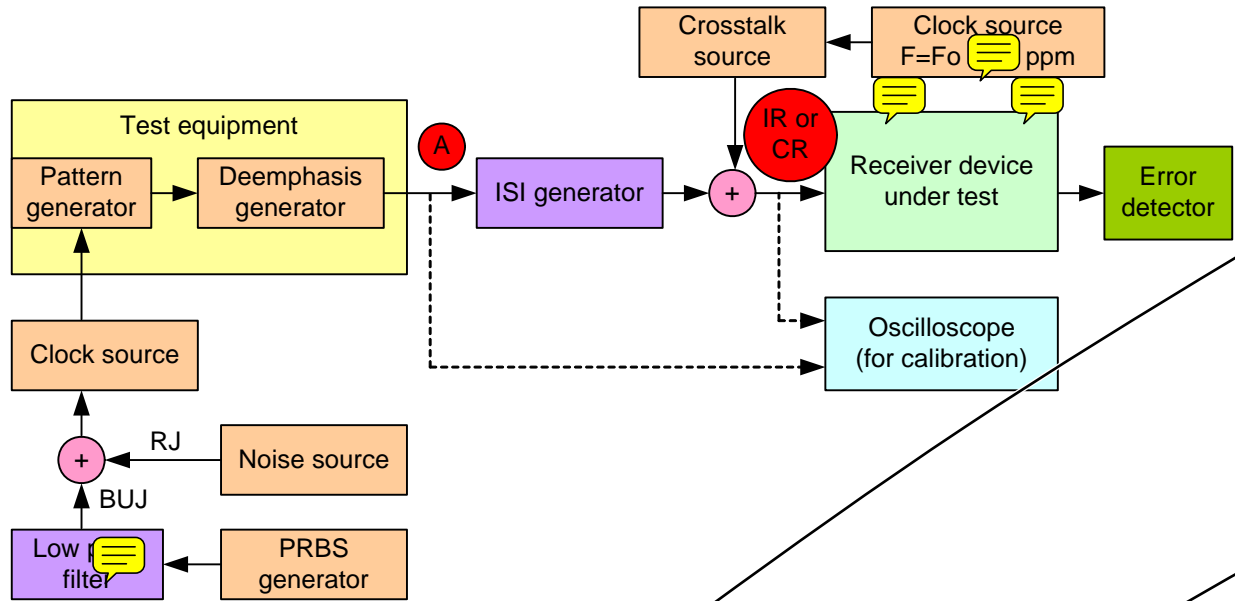 Crosstalk
source
Clock source
F=Fo ppm
Test equipment
Pattern
generator
Deemphasis
generator
A
ISI generator
+
IR or
CR
Receiver device
under test
Error
detector
Clock source
Oscilloscope
(for calibration)
+
RJ
Noise source
BUJ
Low
filter
PRBS
generator